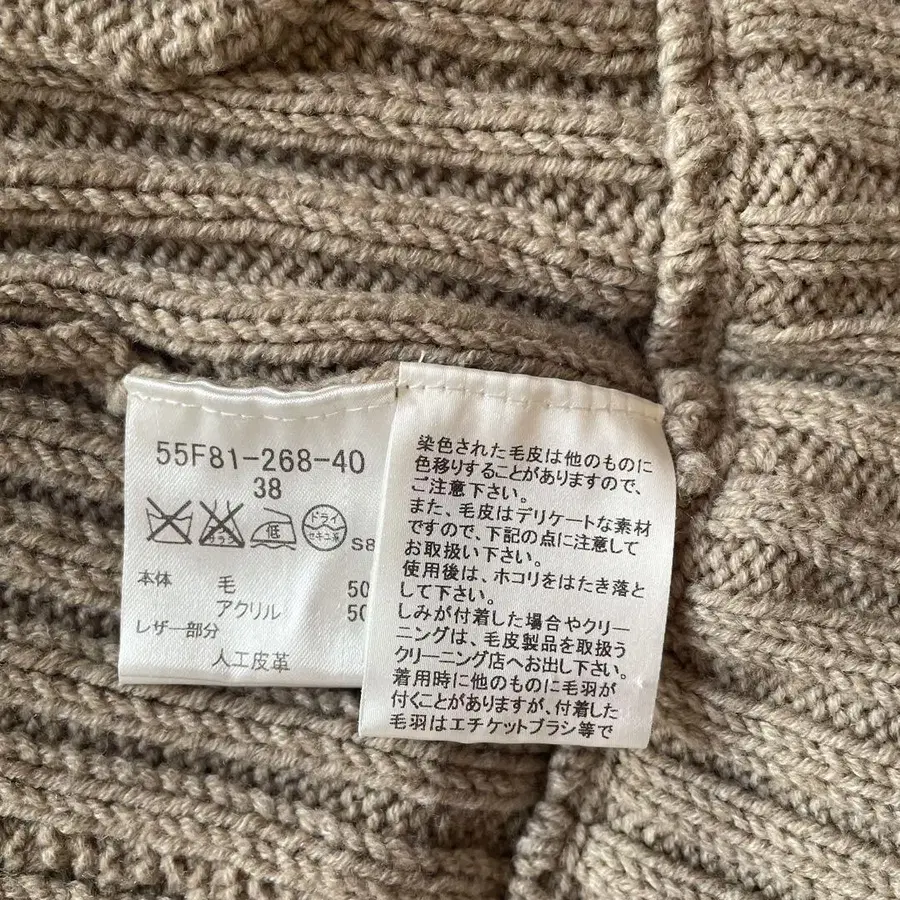 55F81-268-40
38
低
ドライ
セキユ系
本体 毛 50
アクリル 50
レザー部分
人工皮革
染色された毛皮は他のものに
色移りすることがありますので、
ご注意下さい。
また、毛皮はデリケートな素材
ですので、下記の点に注意して
お取扱い下さい。
使用後は、ホコリをはたき落と
して下さい。
しみが付着した場合やクリー
ニングは、毛皮製品を取扱う
クリーニング店へお出し下さい。
着用時に他のものに毛羽が
付くことがありますが、付着した
毛羽はエチケットブラシ等で